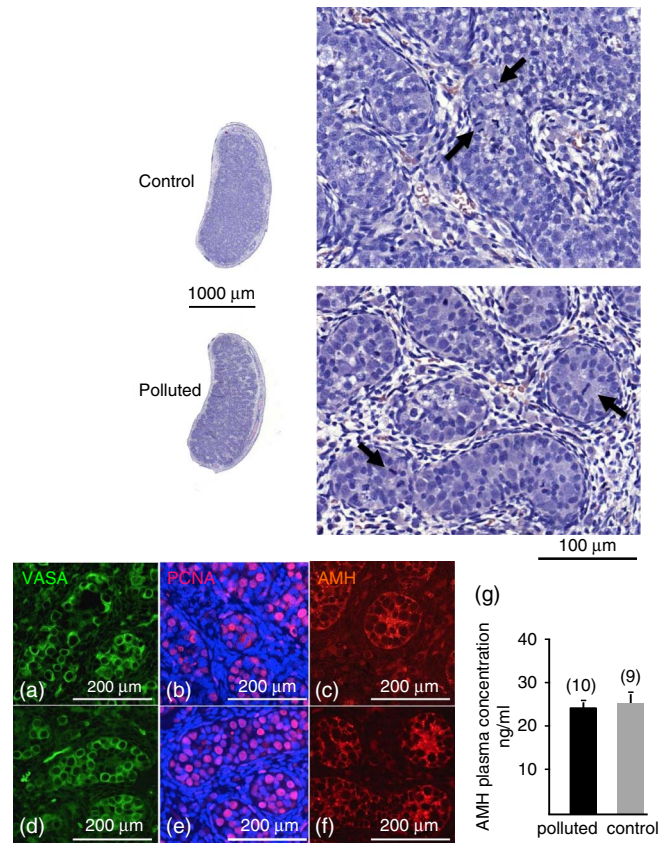 Control
1000 µm
Polluted
100 µm
VASA
PCNA
AMH
(a)
200 µm
(b)
200 µm
(c)
200 µm
(d)
200 µm
(e)
200 µm
(f)
200 µm
(g)
AMH plasma concentration
ng/ml
40
30
20
10
(10)
(9)
polluted
control